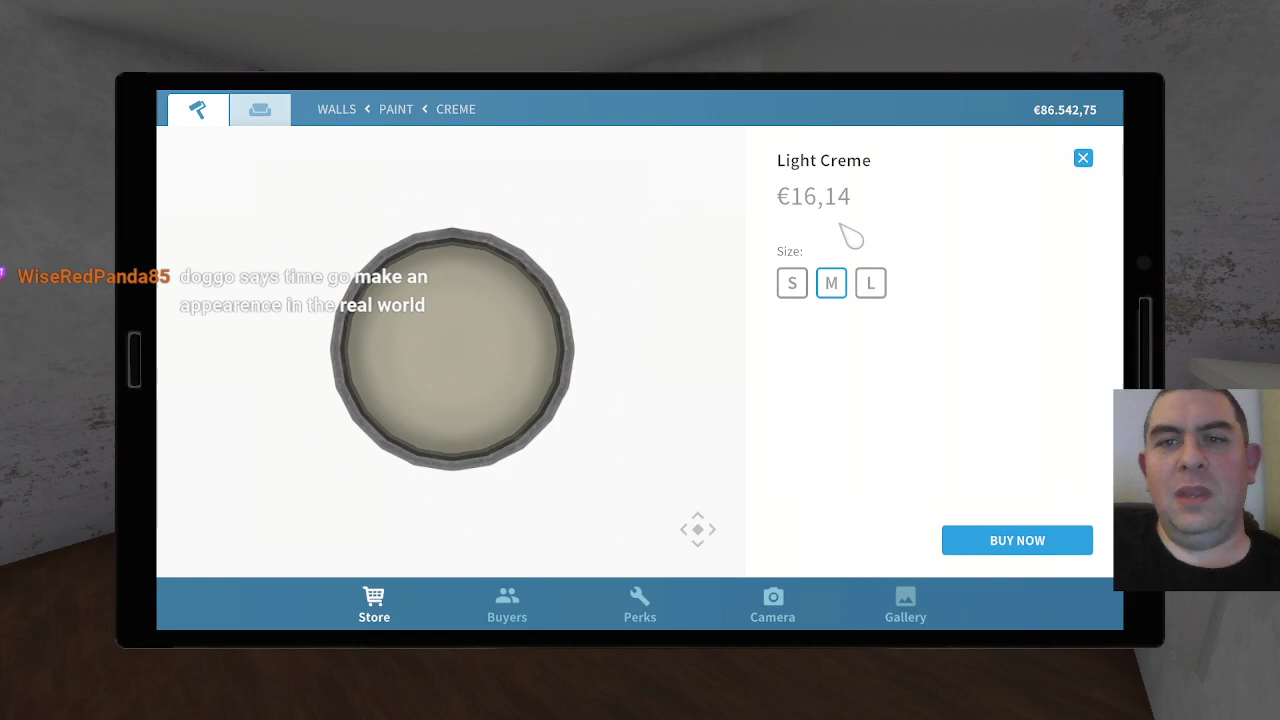 WALLS < PAINT < CREME
€86.542,75
Light Creme
€16,14
Size:
S M L
WiseRedPanda85 doggo says time go make an
appearence in the real world
BUY NOW
Store
Buyers
Perks
Camera
Gallery